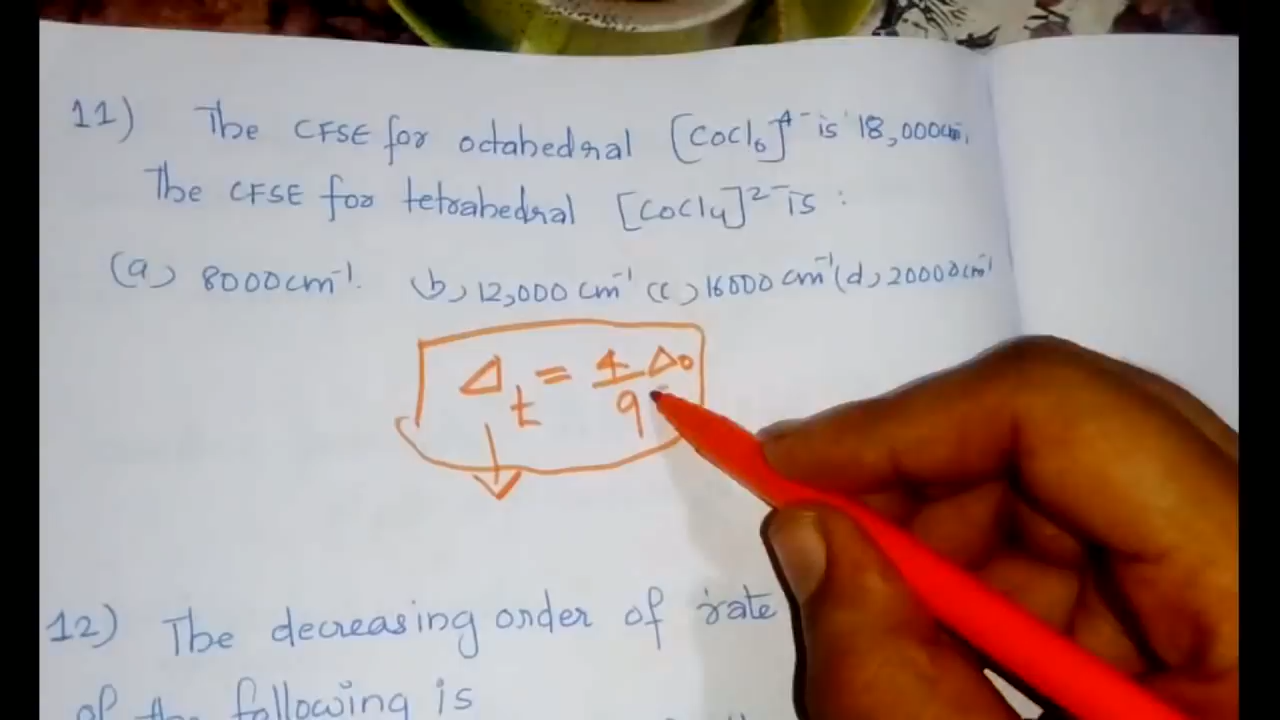 11) The CFSE for octahedral [CoCl6]4- is 18,000cm.
The CFSE for tetrahedral [CoCl4]2- is :
(a) 8000cm-1. (b) 12,000 cm-1 (c) 16000 cm-1 (d) 20000cm-1
Δt = 4/9 Δo
12) The decreasing order of rate
of the following is